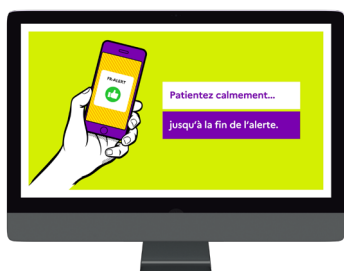 FR-ALERT
Patientez calmement...
jusqu'à la fin de l'alerte.